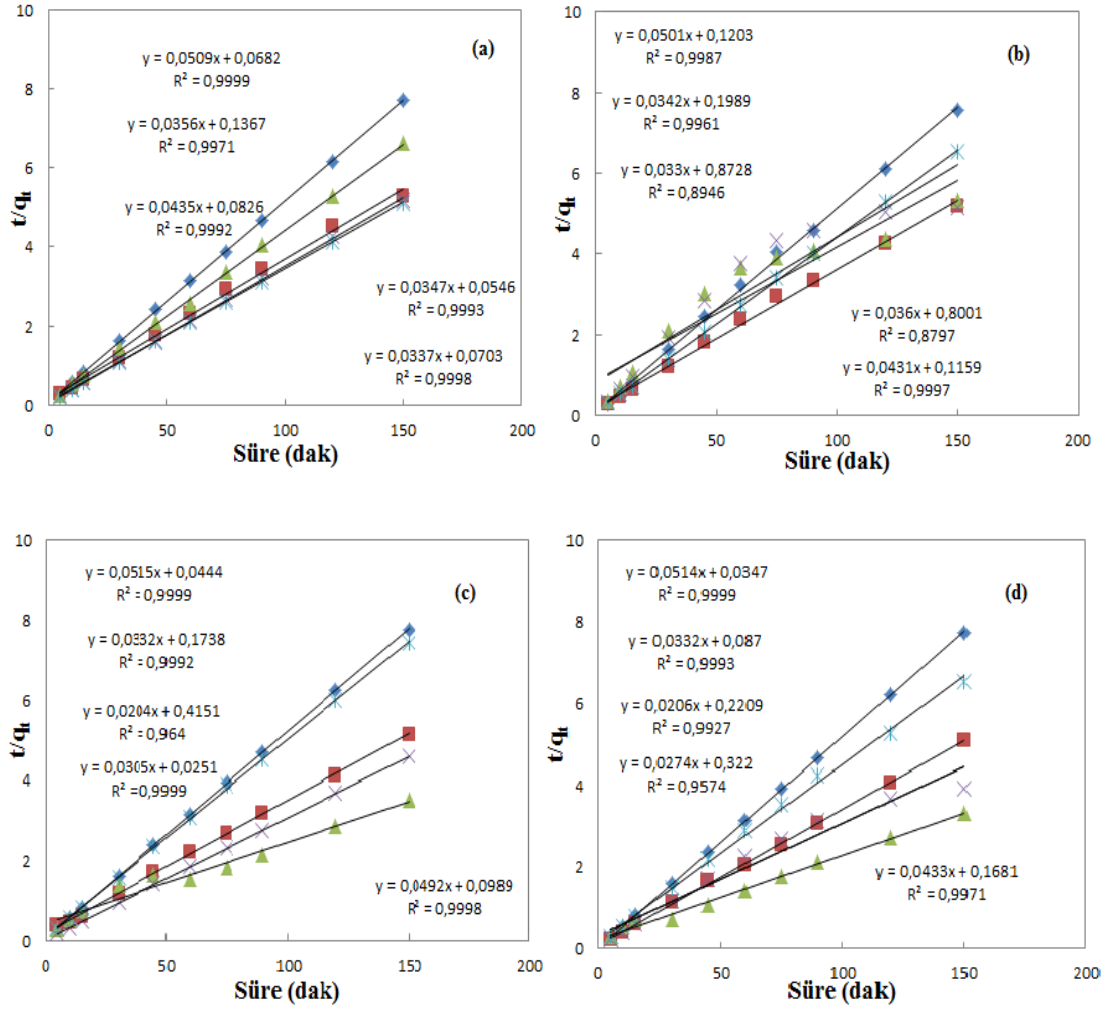 (a)
y = 0,0509x + 0,0682
R² = 0,9999
y = 0,0356x + 0,1367
R² = 0,9971
y = 0,0435x + 0,0826
R² = 0,9992
y = 0,0347x + 0,0546
R² = 0,9993
y = 0,0337x + 0,0703
R² = 0,9998
t/qt
10
8
6
4
2
0
0 50 100 150 200
Süre (dak)
(b)
y = 0,0501x + 0,1203
R² = 0,9987
y = 0,0342x + 0,1989
R² = 0,9961
y = 0,033x + 0,8728
R² = 0,8946
y = 0,036x + 0,8001
R² = 0,8797
y = 0,0431x + 0,1159
R² = 0,9997
t/qt
10
8
6
4
2
0
0 50 100 150 200
Süre (dak)
(c)
y = 0,0515x + 0,0444
R² = 0,9999
y = 0,0332x + 0,1738
R² = 0,9992
y = 0,0204x + 0,4151
R² = 0,964
y = 0,0305x + 0,0251
R² = 0,9999
y = 0,0492x + 0,0989
R² = 0,9998
t/qt
10
8
6
4
2
0
0 50 100 150 200
Süre (dak)
(d)
y = 0,0514x + 0,0347
R² = 0,9999
y = 0,0332x + 0,087
R² = 0,9993
y = 0,0206x + 0,2209
R² = 0,9927
y = 0,0274x + 0,322
R² = 0,9574
y = 0,0433x + 0,1681
R² = 0,9971
t/qt
10
8
6
4
2
0
0 50 100 150 200
Süre (dak)